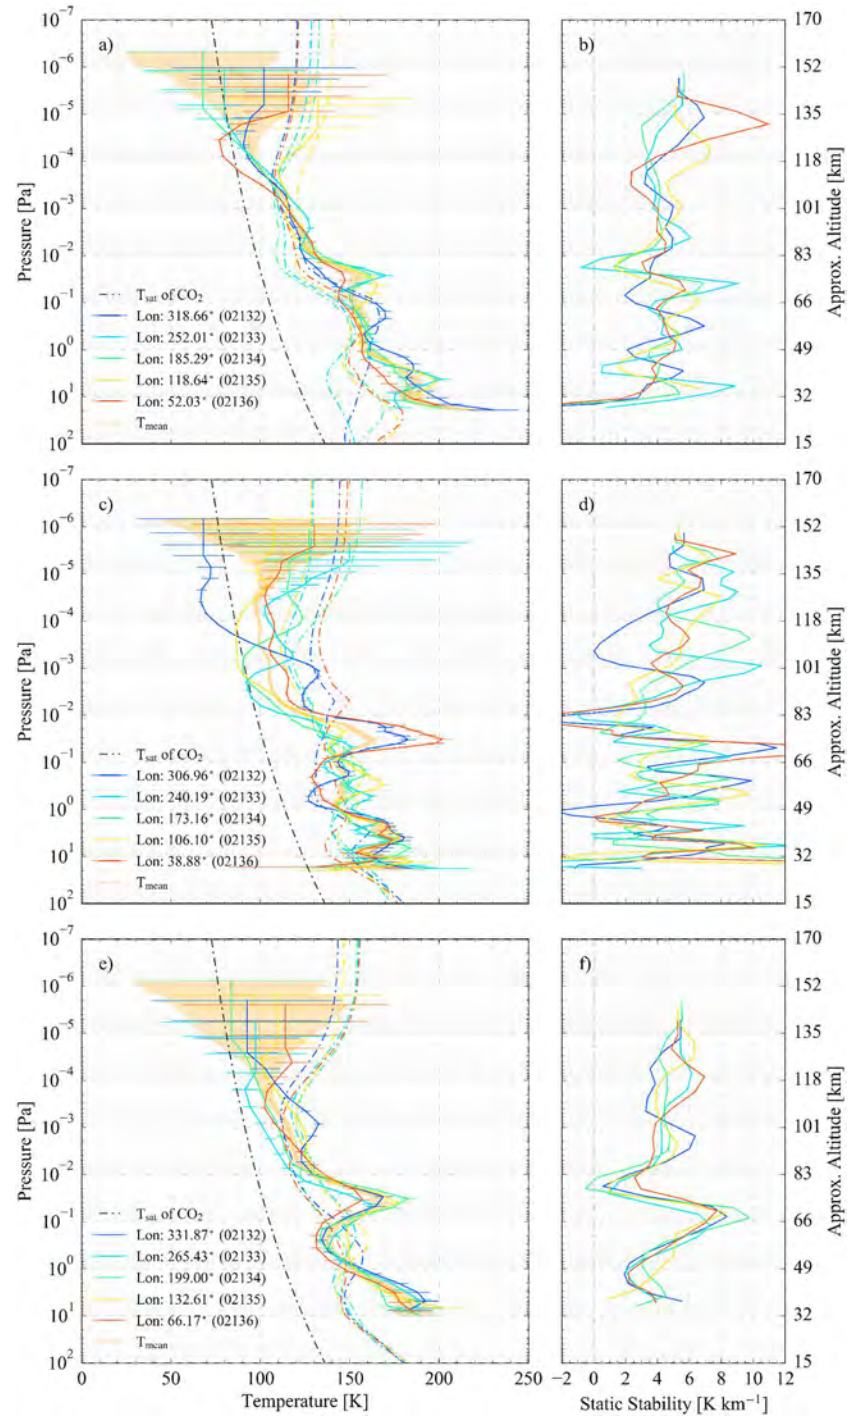 a)
b)
10⁻⁷
10⁻⁶
10⁻⁵
10⁻⁴
10⁻³
10⁻²
10⁻¹
10⁰
10¹
10²
Pressure [Pa]
T_sat of CO₂
Lon: 318.66° (02132)
Lon: 252.01° (02133)
Lon: 185.29° (02134)
Lon: 118.64° (02135)
Lon: 52.03° (02136)
T_mean
170
152
135
118
101
83
66
49
32
15
Approx. Altitude [km]
c)
d)
10⁻⁷
10⁻⁶
10⁻⁵
10⁻⁴
10⁻³
10⁻²
10⁻¹
10⁰
10¹
10²
Pressure [Pa]
T_sat of CO₂
Lon: 306.96° (02132)
Lon: 240.19° (02133)
Lon: 173.16° (02134)
Lon: 106.10° (02135)
Lon: 38.88° (02136)
T_mean
170
152
135
118
101
83
66
49
32
15
Approx. Altitude [km]
e)
f)
10⁻⁷
10⁻⁶
10⁻⁵
10⁻⁴
10⁻³
10⁻²
10⁻¹
10⁰
10¹
10²
Pressure [Pa]
T_sat of CO₂
Lon: 331.87° (02132)
Lon: 265.43° (02133)
Lon: 199.00° (02134)
Lon: 132.61° (02135)
Lon: 66.17° (02136)
T_mean
170
152
135
118
101
83
66
49
32
15
Approx. Altitude [km]
0 50 100 150 200 250
−2 0 2 4 6 8 10 12
Temperature [K]
Static Stability [K km⁻¹]